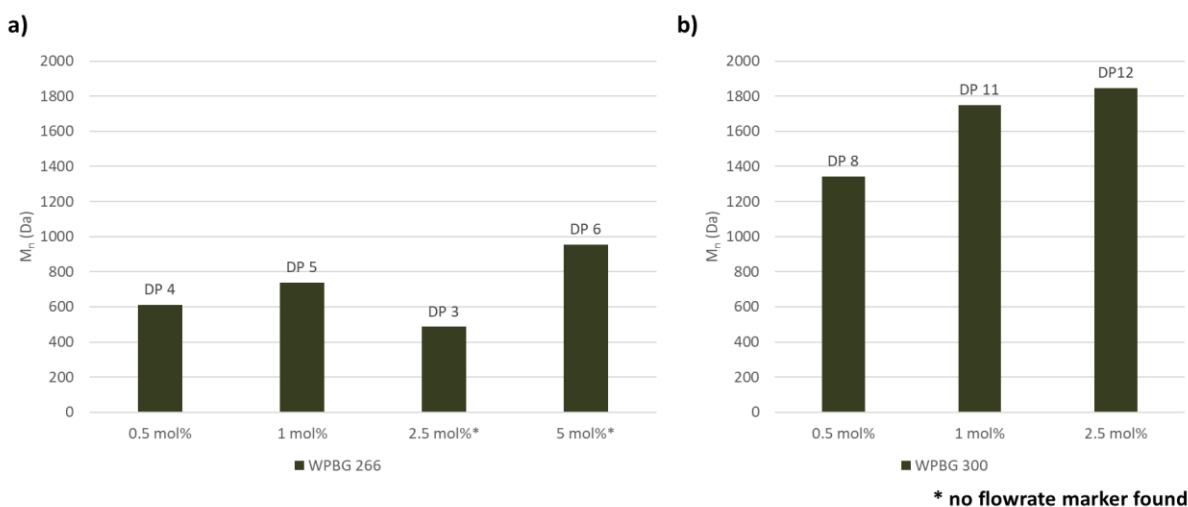 a)
2000
1800
1600
1400
1200
1000
800
600
400
200
0
Mn (Da)
DP 4
DP 5
DP 3
DP 6
0.5 mol%
1 mol%
2.5 mol%*
5 mol%*
WPBG 266
b)
2000
1800
1600
1400
1200
1000
800
600
400
200
0
Mn (Da)
DP 8
DP 11
DP12
0.5 mol%
1 mol%
2.5 mol%
WPBG 300
* no flowrate marker found